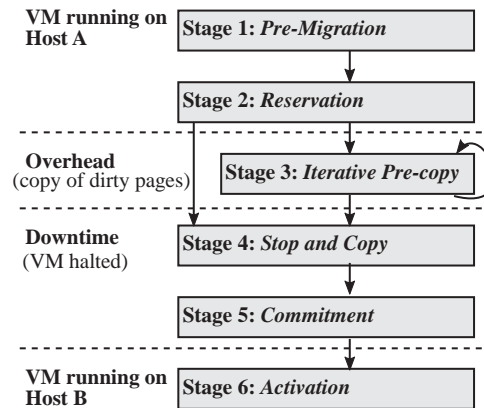 VM running on
Host A
Stage 1: Pre-Migration
Stage 2: Reservation
Overhead
(copy of dirty pages)
Stage 3: Iterative Pre-copy
Downtime
(VM halted)
Stage 4: Stop and Copy
Stage 5: Commitment
VM running on
Host B
Stage 6: Activation